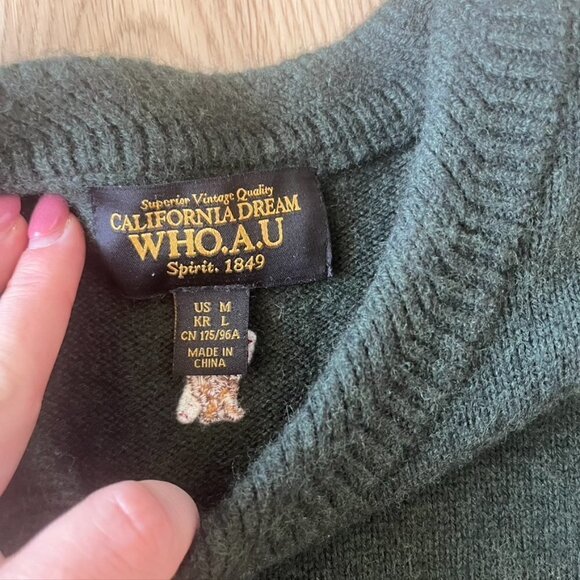 Superior Vintage Quality
CALIFORNIA DREAM
WHO.A.U
Spirit. 1849
US M
KR L
CN 175/96A
MADE IN
CHINA